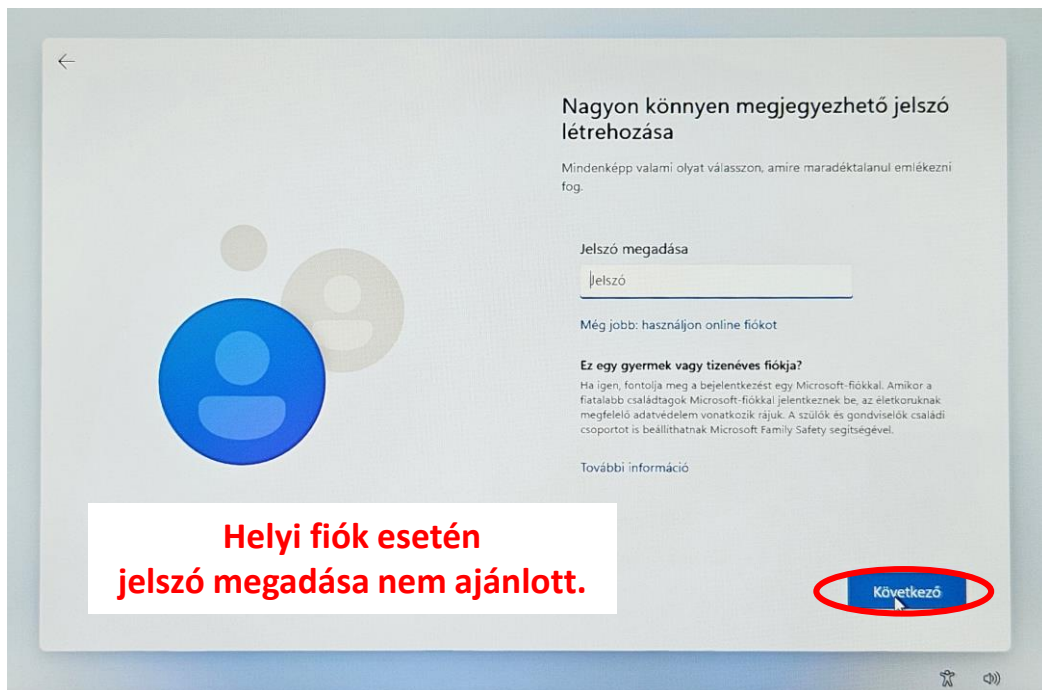 Nagyon könnyen megjegyezhető jelszó
létrehozása
Mindenképp valami olyat válasszon, amire maradéktalanul emlékezni
fog.
Jelszó megadása
Jelszó
Még jobb: használjon online fiókot
Ez egy gyermek vagy tizenéves fiókja?
Ha igen, fontolja meg a bejelentkezést egy Microsoft-fiókkal. Amikor a
fiatalabb családtagok Microsoft-fiókkal jelentkeznek be, az életkoruknak
megfelelő adatvédelem vonatkozik rájuk. A szülők és gondviselők családi
csoportot is beállíthatnak Microsoft Family Safety segítségével.
További információ
Helyi fiók esetén
jelszó megadása nem ajánlott.
Következő